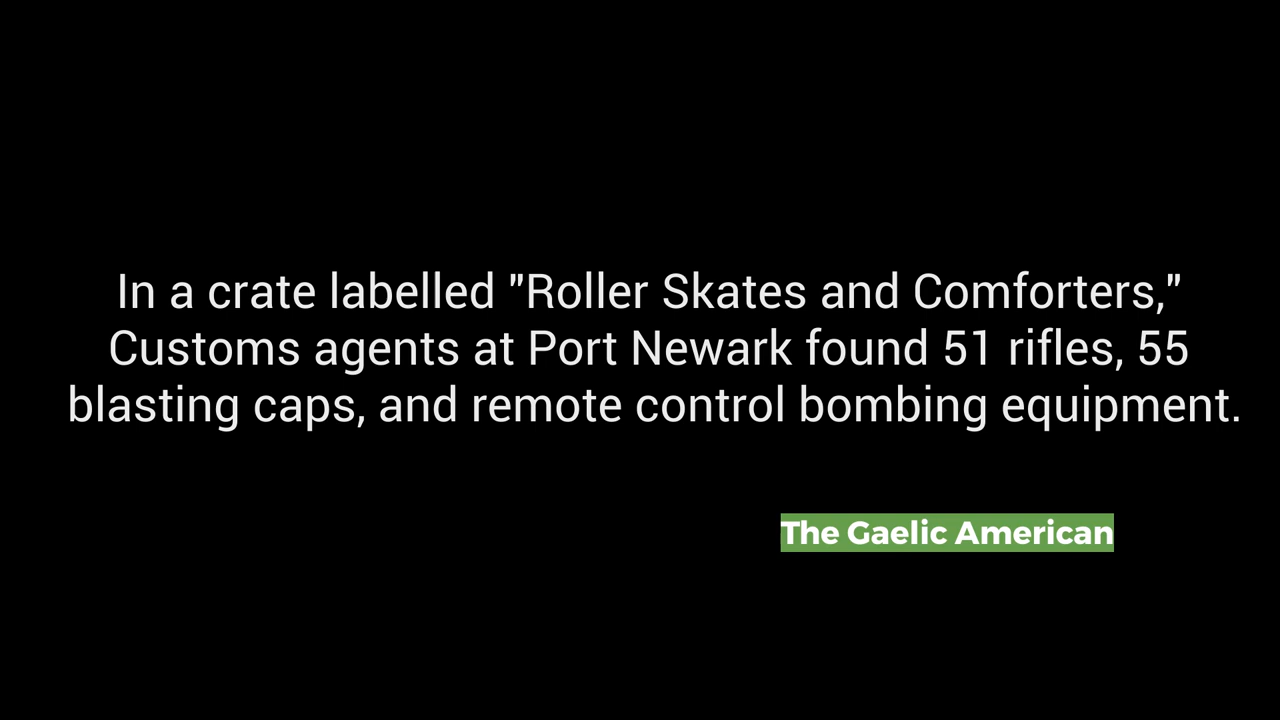 In a crate labelled "Roller Skates and Comforters,"
Customs agents at Port Newark found 51 rifles, 55
blasting caps, and remote control bombing equipment.
The Gaelic American